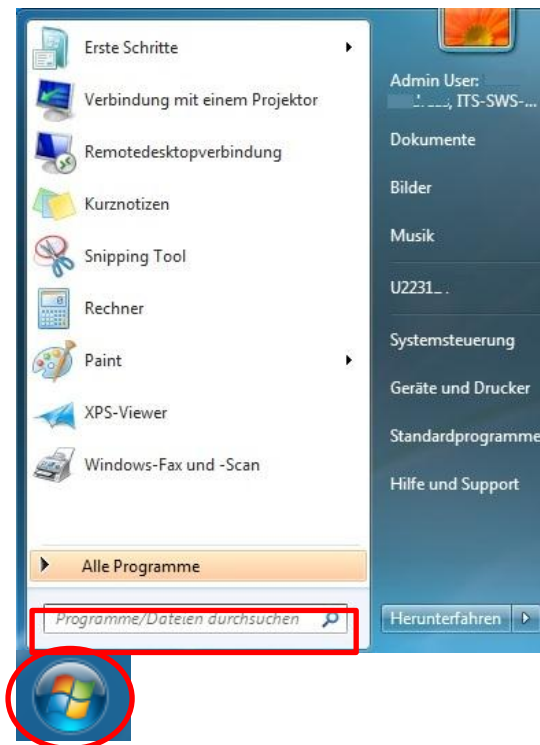 Erste Schritte
Verbindung mit einem Projektor
Remotedesktopverbindung
Kurznotizen
Snipping Tool
Rechner
Paint
XPS-Viewer
Windows-Fax und -Scan
Alle Programme
Programme/Dateien durchsuchen
Admin User:
ITS-SWS-...
Dokumente
Bilder
Musik
U2231_.
Systemsteuerung
Geräte und Drucker
Standardprogramme
Hilfe und Support
Herunterfahren